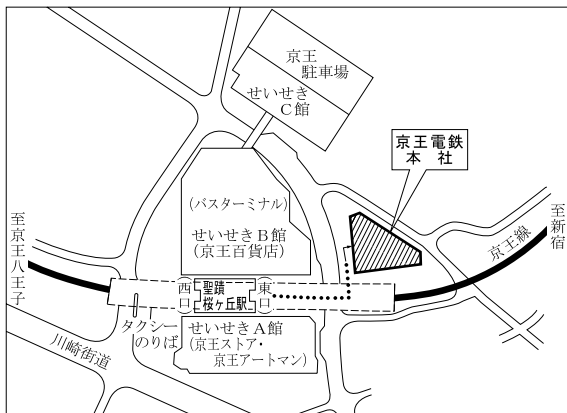 京王
駐車場
せいせき
C館
京王電鉄
本社
(バスターミナル)
せいせきB館
(京王百貨店)
至新宿
京王線
至京王八王子
西口
聖蹟
桜ヶ丘駅
東口
タクシー
のりば
せいせきA館
(京王ストア・
京王アートマン)
川崎街道